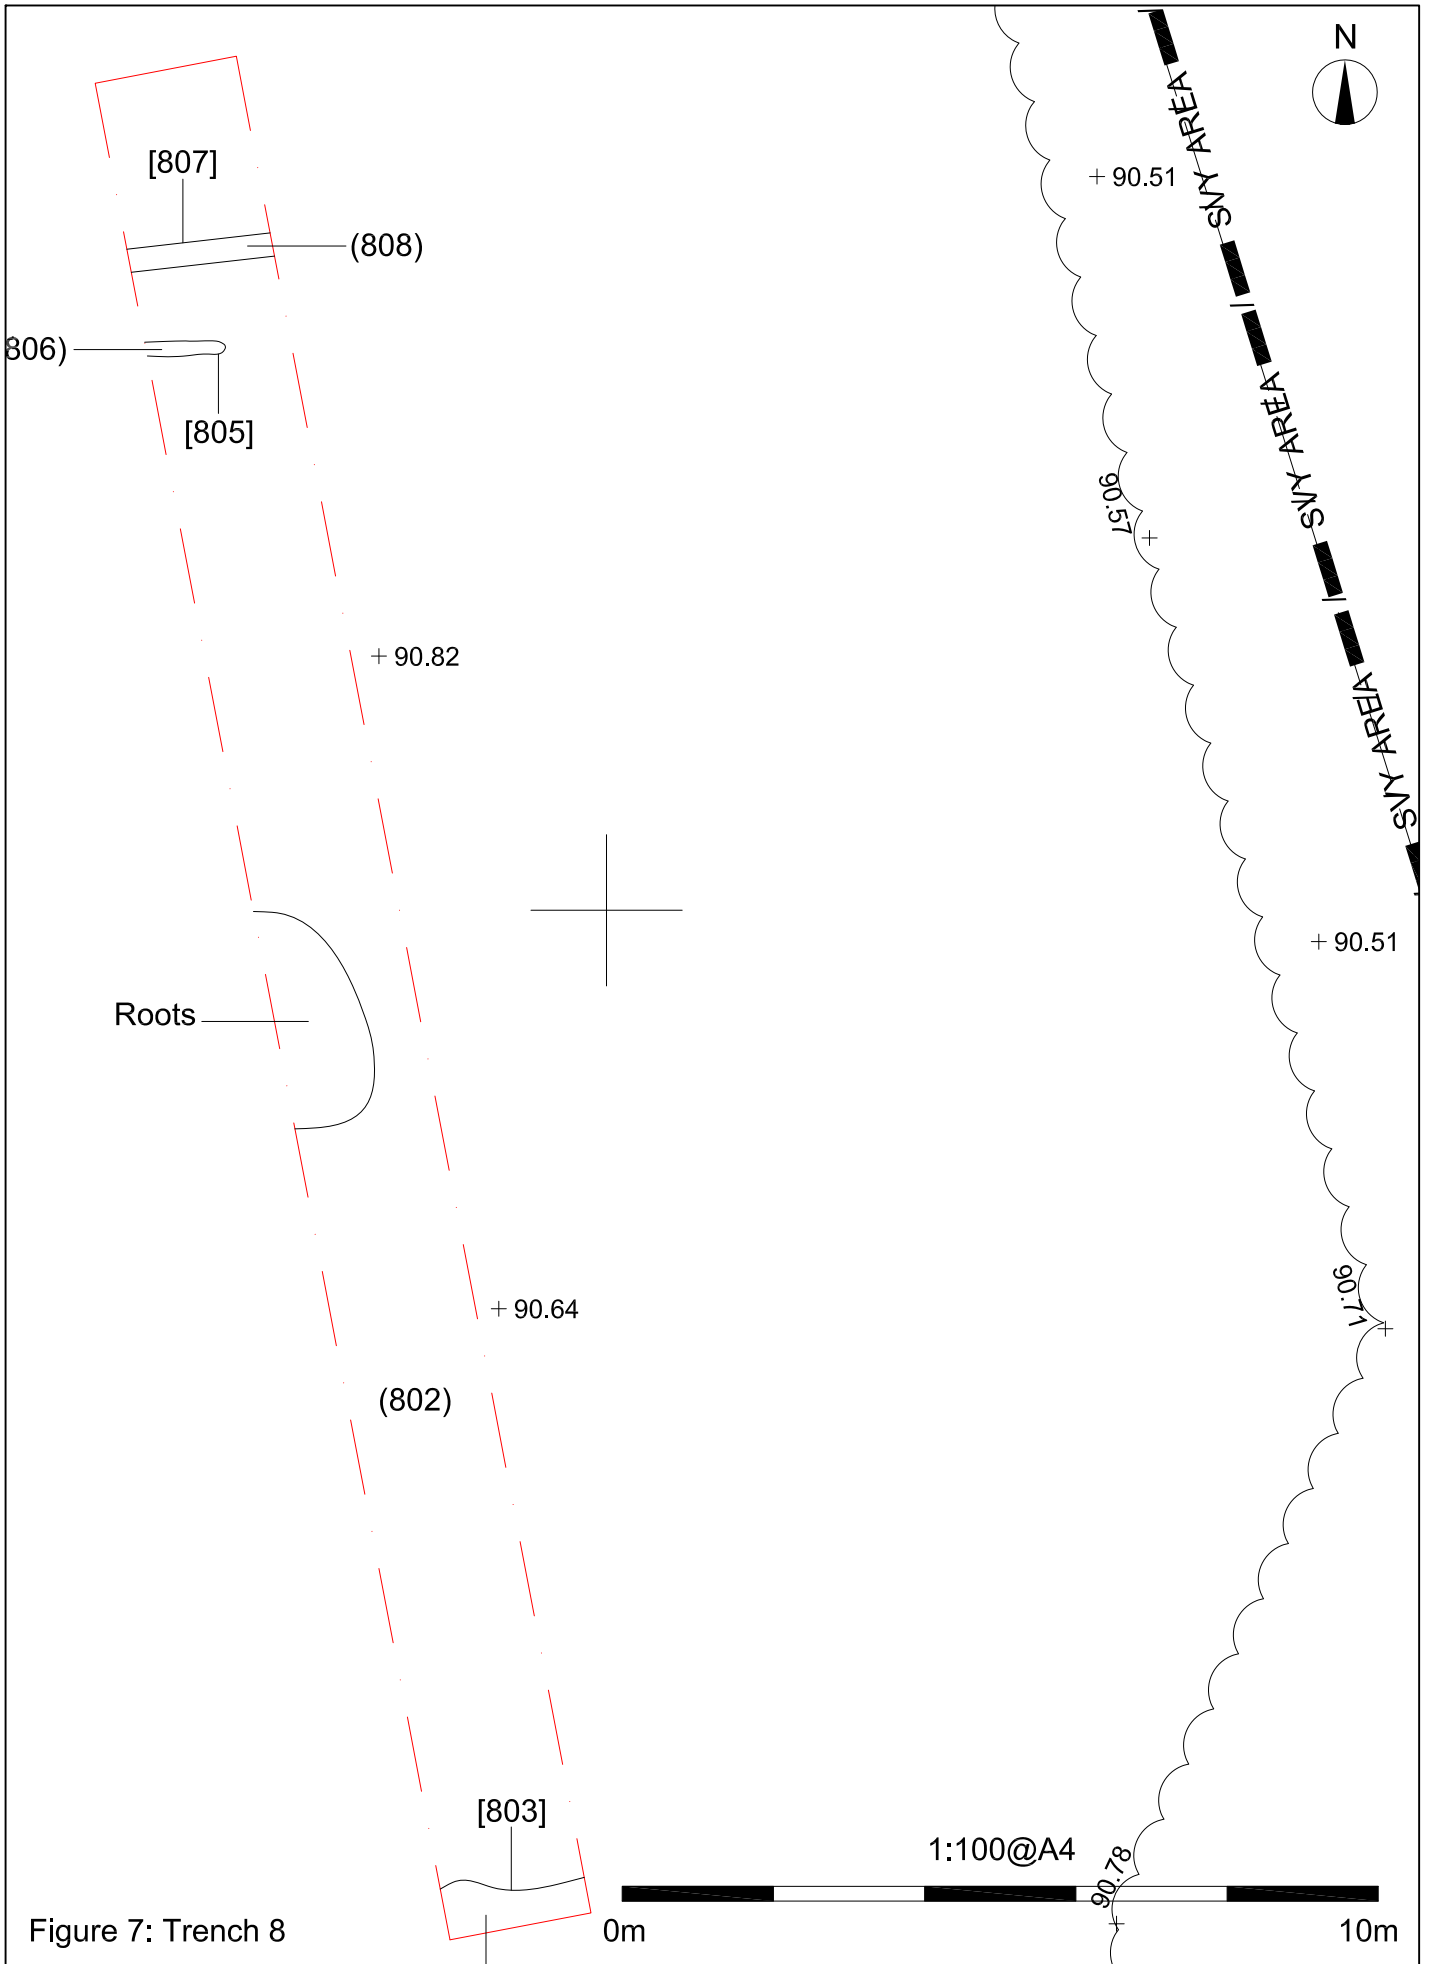 N
SVY AREA
[807]
+ 90.51
(808)
806)
SVY AREA
[805]
90.57
+ 90.82
SVY AREA
+ 90.51
Roots
90.71
+ 90.64
(802)
[803]
1:100@A4
90.78
Figure 7: Trench 8
0m
10m